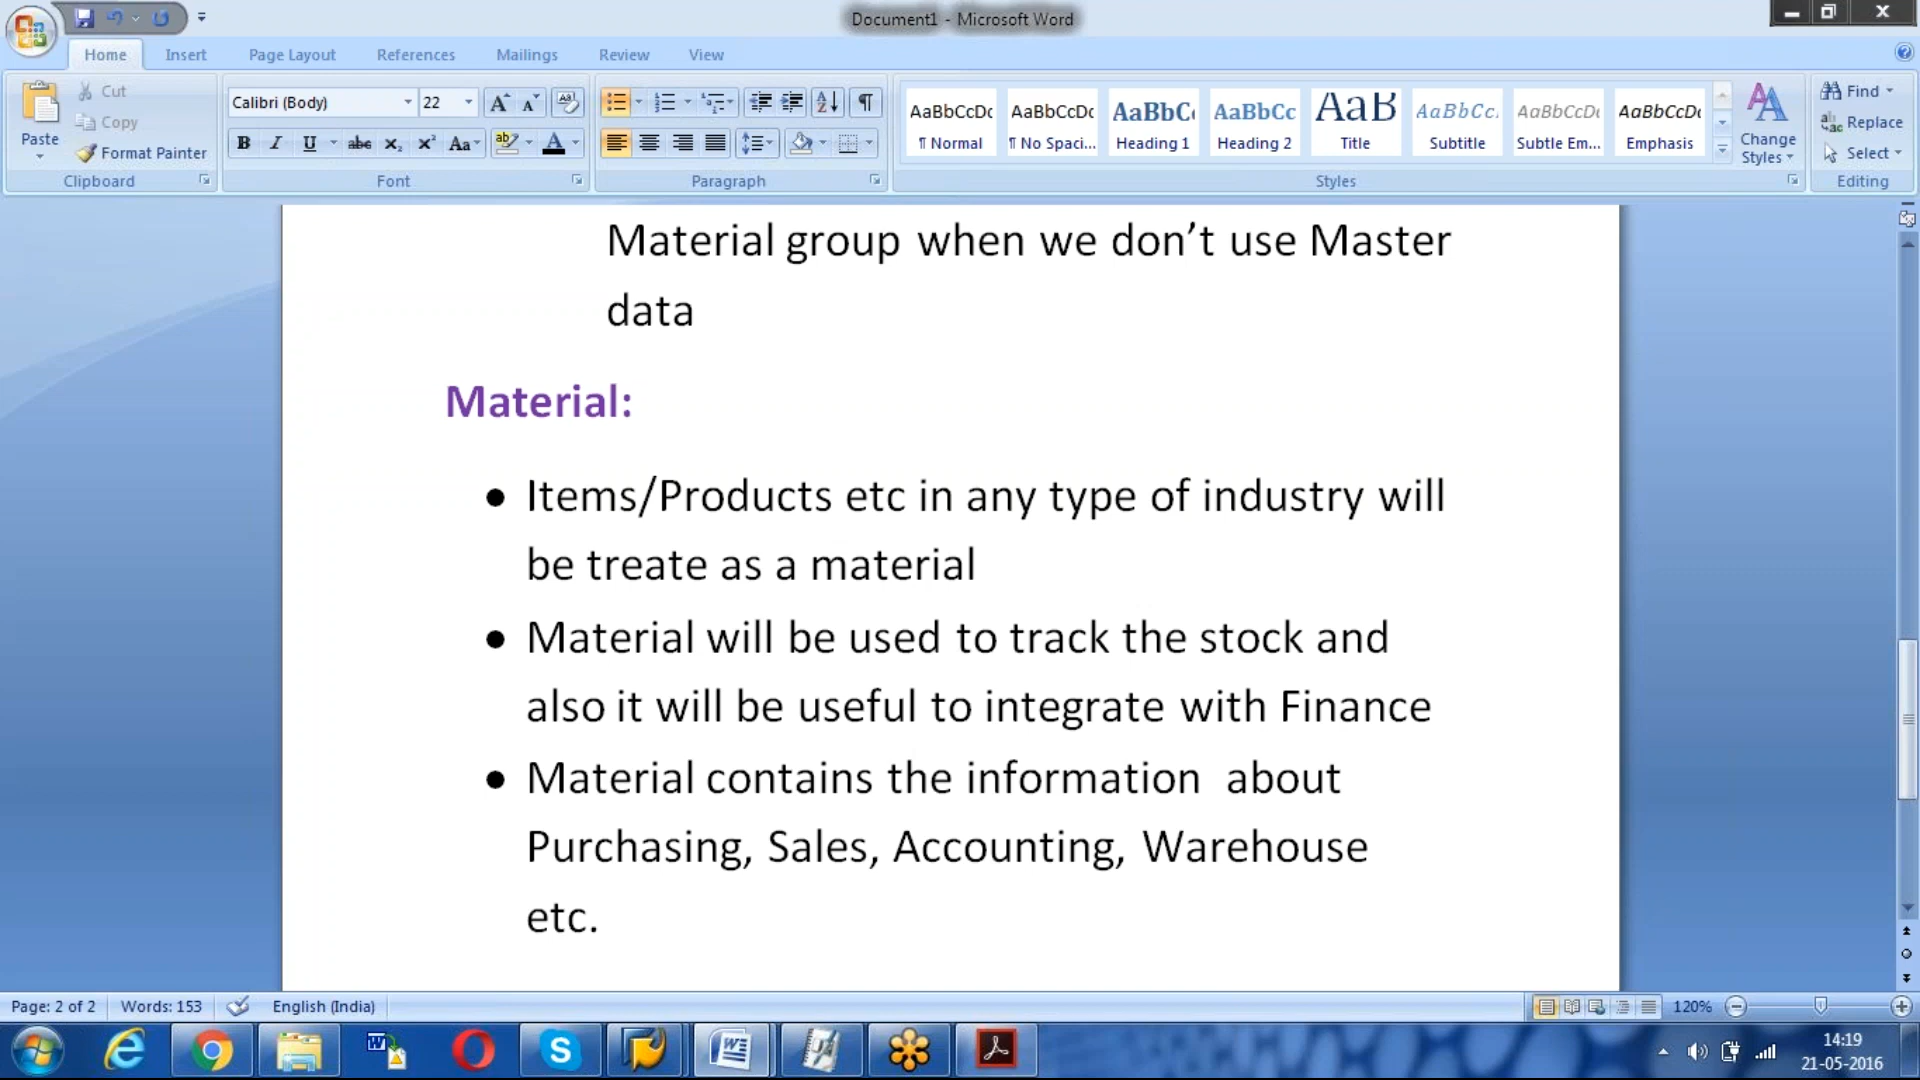 Document1 - Microsoft Word
Home Insert Page Layout References Mailings Review View
Paste
Cut
Copy
Format Painter
Clipboard
Calibri (Body) 22
Font
Paragraph
AaBbCcDc AaBbCcDc AaBbC AaBbCc AaB AaBbCc. AaBbCcDc AaBbCcDc
¶ Normal ¶ No Spaci... Heading 1 Heading 2 Title Subtitle Subtle Em... Emphasis
Styles
Change
Styles
Find
Replace
Select
Editing
Material group when we don’t use Master
data
Material:
● Items/Products etc in any type of industry will
be treate as a material
● Material will be used to track the stock and
also it will be useful to integrate with Finance
● Material contains the information  about
Purchasing, Sales, Accounting, Warehouse
etc.
Page: 2 of 2 Words: 153 English (India) 120%
14:19
21-05-2016